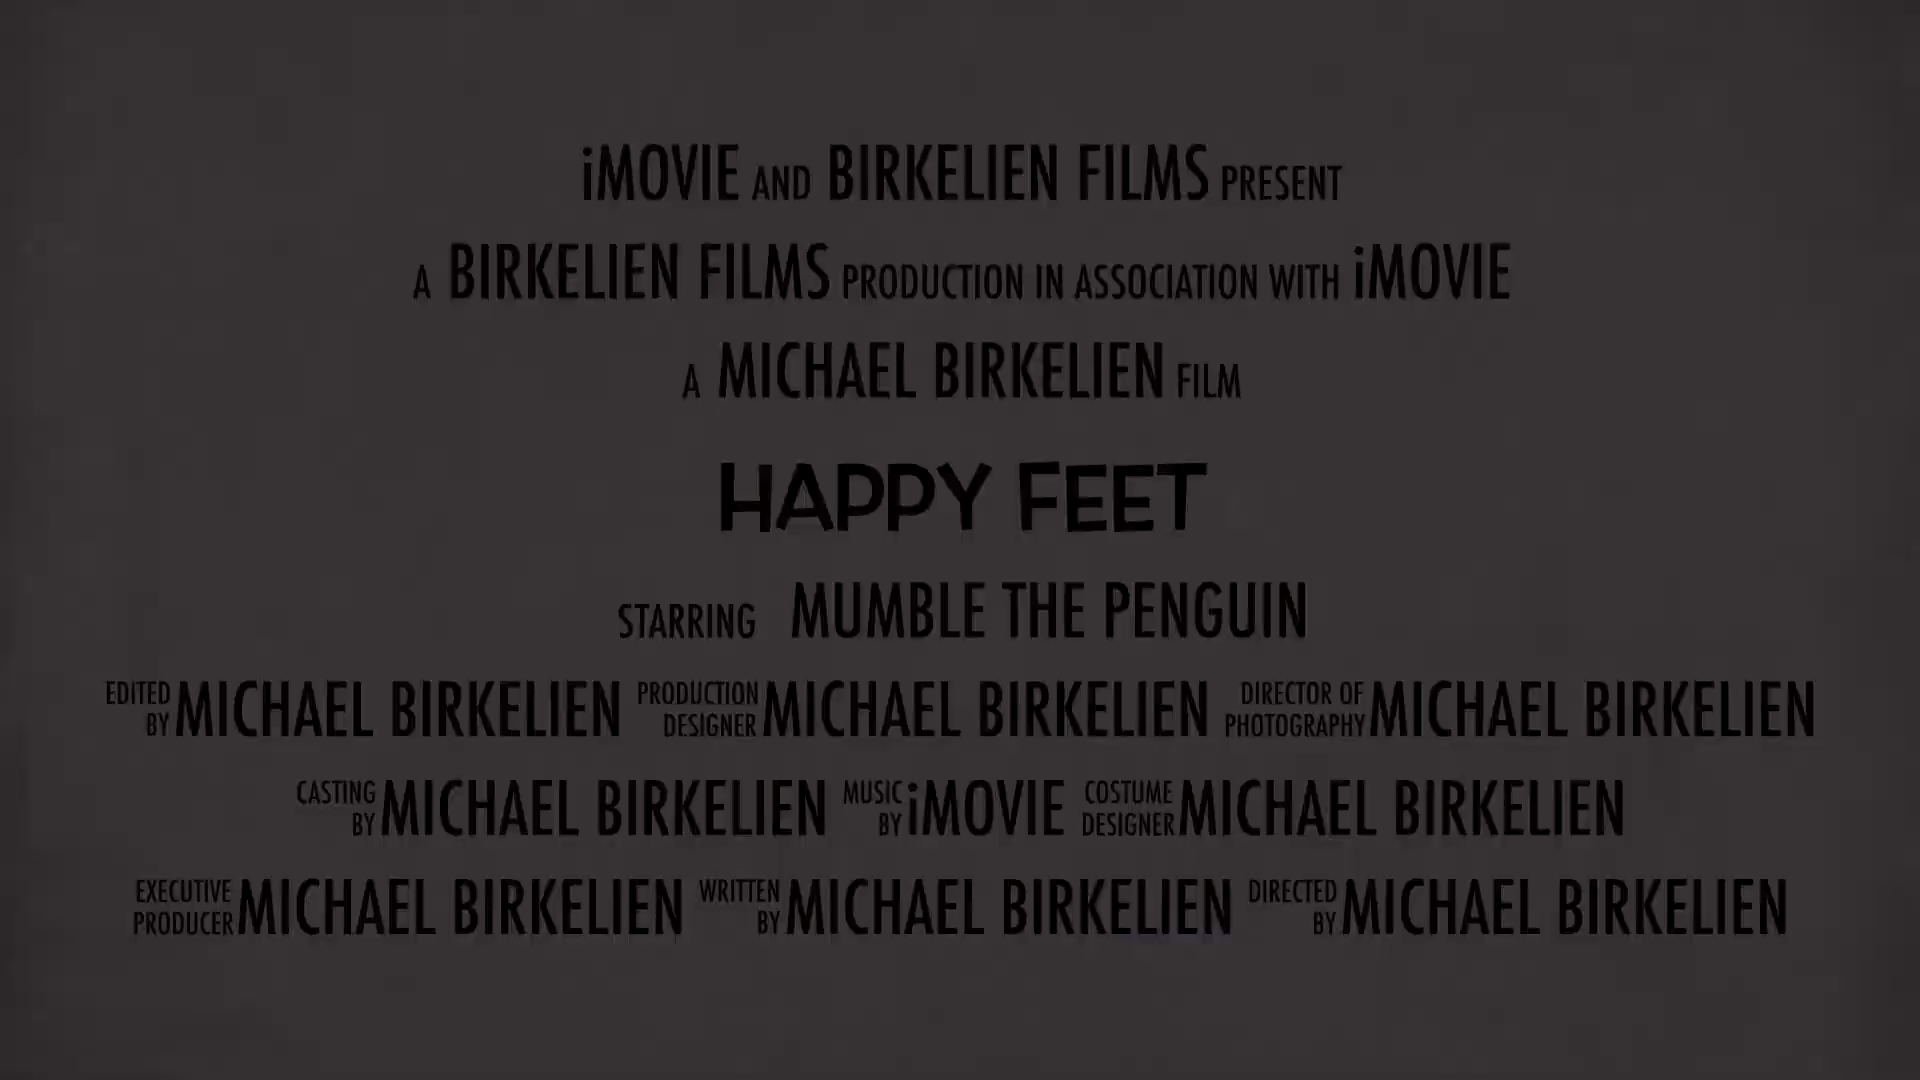 iMOVIE AND BIRKELIEN FILMS PRESENT
A BIRKELIEN FILMS PRODUCTION IN ASSOCIATION WITH iMOVIE
A MICHAEL BIRKELIEN FILM
HAPPY FEET
STARRING MUMBLE THE PENGUIN
EDITED BY MICHAEL BIRKELIEN PRODUCTION DESIGNER MICHAEL BIRKELIEN DIRECTOR OF PHOTOGRAPHY MICHAEL BIRKELIEN
CASTING BY MICHAEL BIRKELIEN MUSIC BY iMOVIE COSTUME DESIGNER MICHAEL BIRKELIEN
EXECUTIVE PRODUCER MICHAEL BIRKELIEN WRITTEN BY MICHAEL BIRKELIEN DIRECTED BY MICHAEL BIRKELIEN